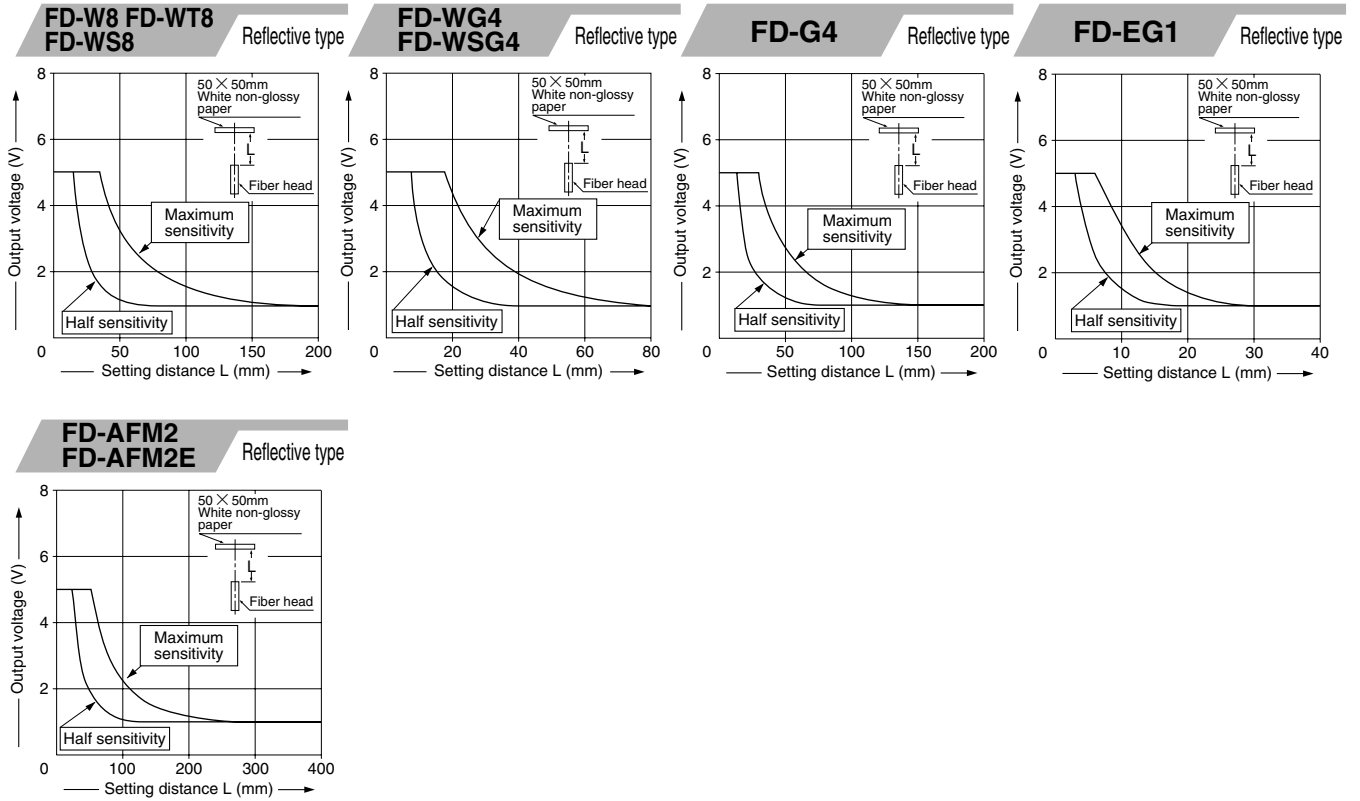 FD-W8 FD-WT8
FD-WS8
Reflective type
8
6
4
2
0
50
100
150
200
Output voltage (V)
Setting distance L (mm)
50 × 50mm
White non-glossy
paper
L
Fiber head
Maximum
sensitivity
Half sensitivity
FD-WG4
FD-WSG4
Reflective type
8
6
4
2
0
20
40
60
80
Output voltage (V)
Setting distance L (mm)
50 × 50mm
White non-glossy
paper
L
Fiber head
Maximum
sensitivity
Half sensitivity
FD-G4
Reflective type
8
6
4
2
0
50
100
150
200
Output voltage (V)
Setting distance L (mm)
50 × 50mm
White non-glossy
paper
L
Fiber head
Maximum
sensitivity
Half sensitivity
FD-EG1
Reflective type
8
6
4
2
0
10
20
30
40
Output voltage (V)
Setting distance L (mm)
50 × 50mm
White non-glossy
paper
L
Fiber head
Maximum
sensitivity
Half sensitivity
FD-AFM2
FD-AFM2E
Reflective type
8
6
4
2
0
100
200
300
400
Output voltage (V)
Setting distance L (mm)
50 × 50mm
White non-glossy
paper
L
Fiber head
Maximum
sensitivity
Half sensitivity